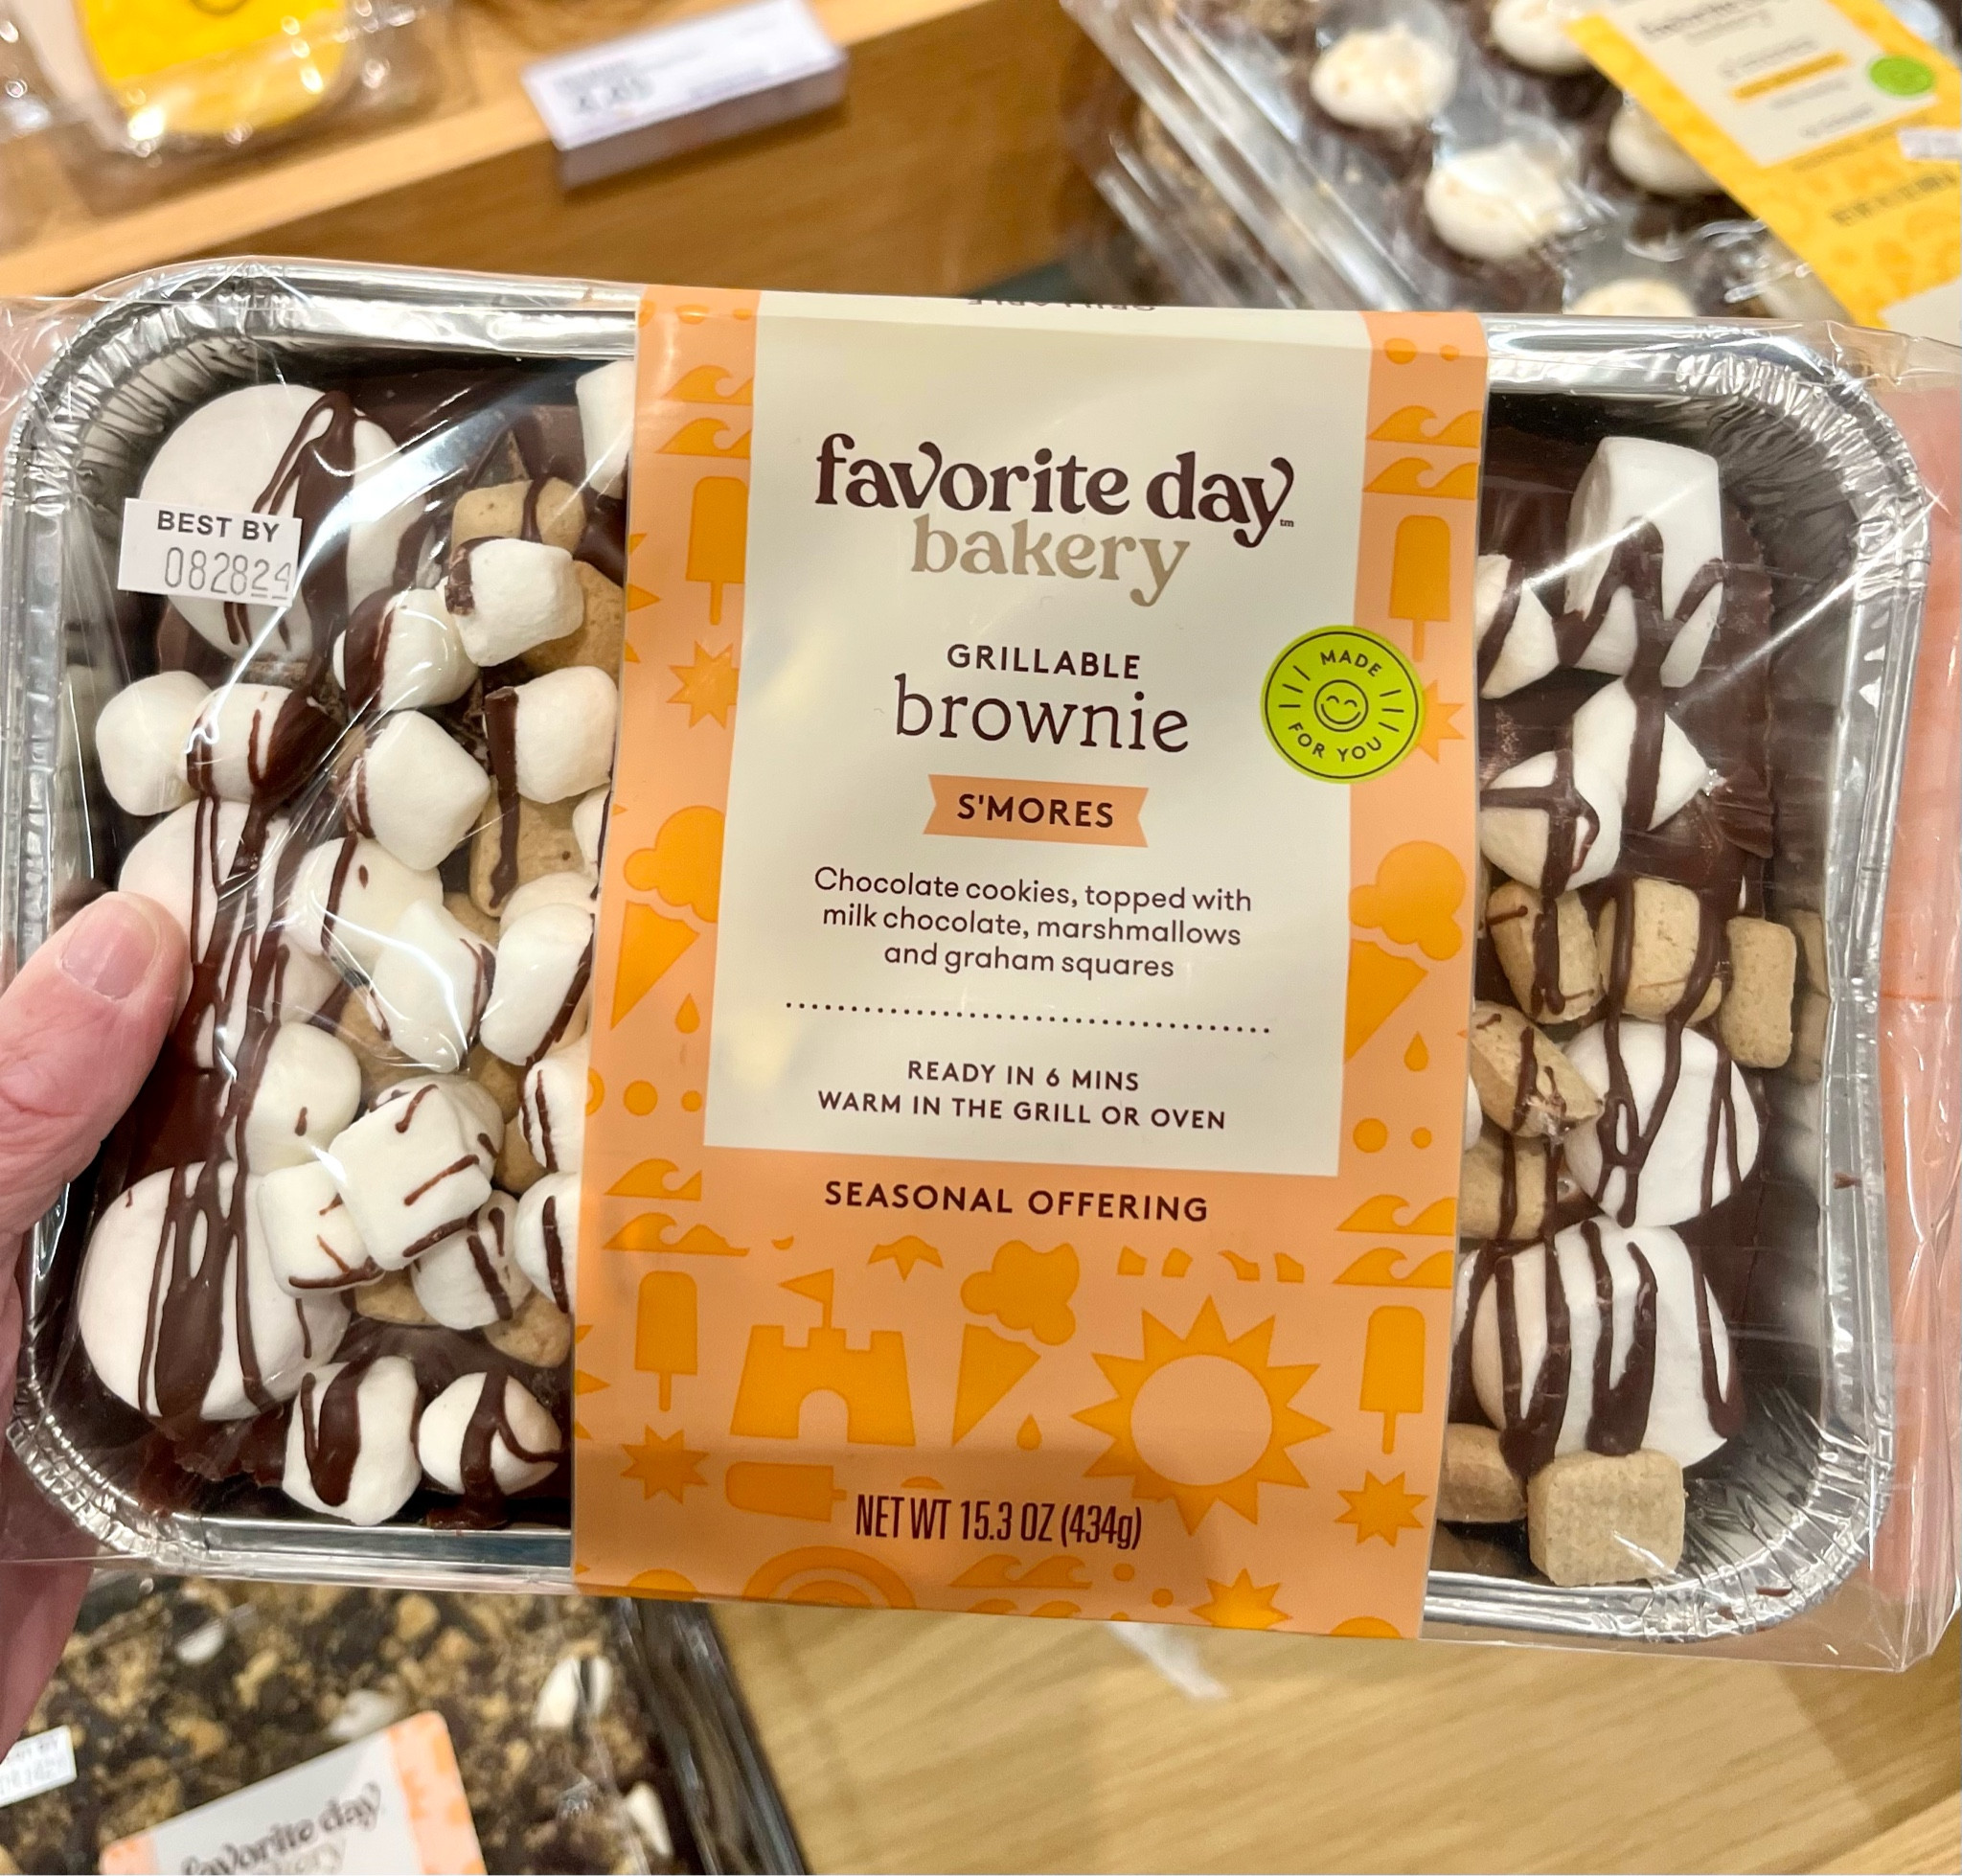 BEST BY
082824
favorite day™
bakery
GRILLABLE
brownie
S'MORES
MADE
FOR YOU
Chocolate cookies, topped with
milk chocolate, marshmallows
and graham squares
READY IN 6 MINS
WARM IN THE GRILL OR OVEN
SEASONAL OFFERING
NET WT 15.3 OZ (434g)
favorite day
bakery